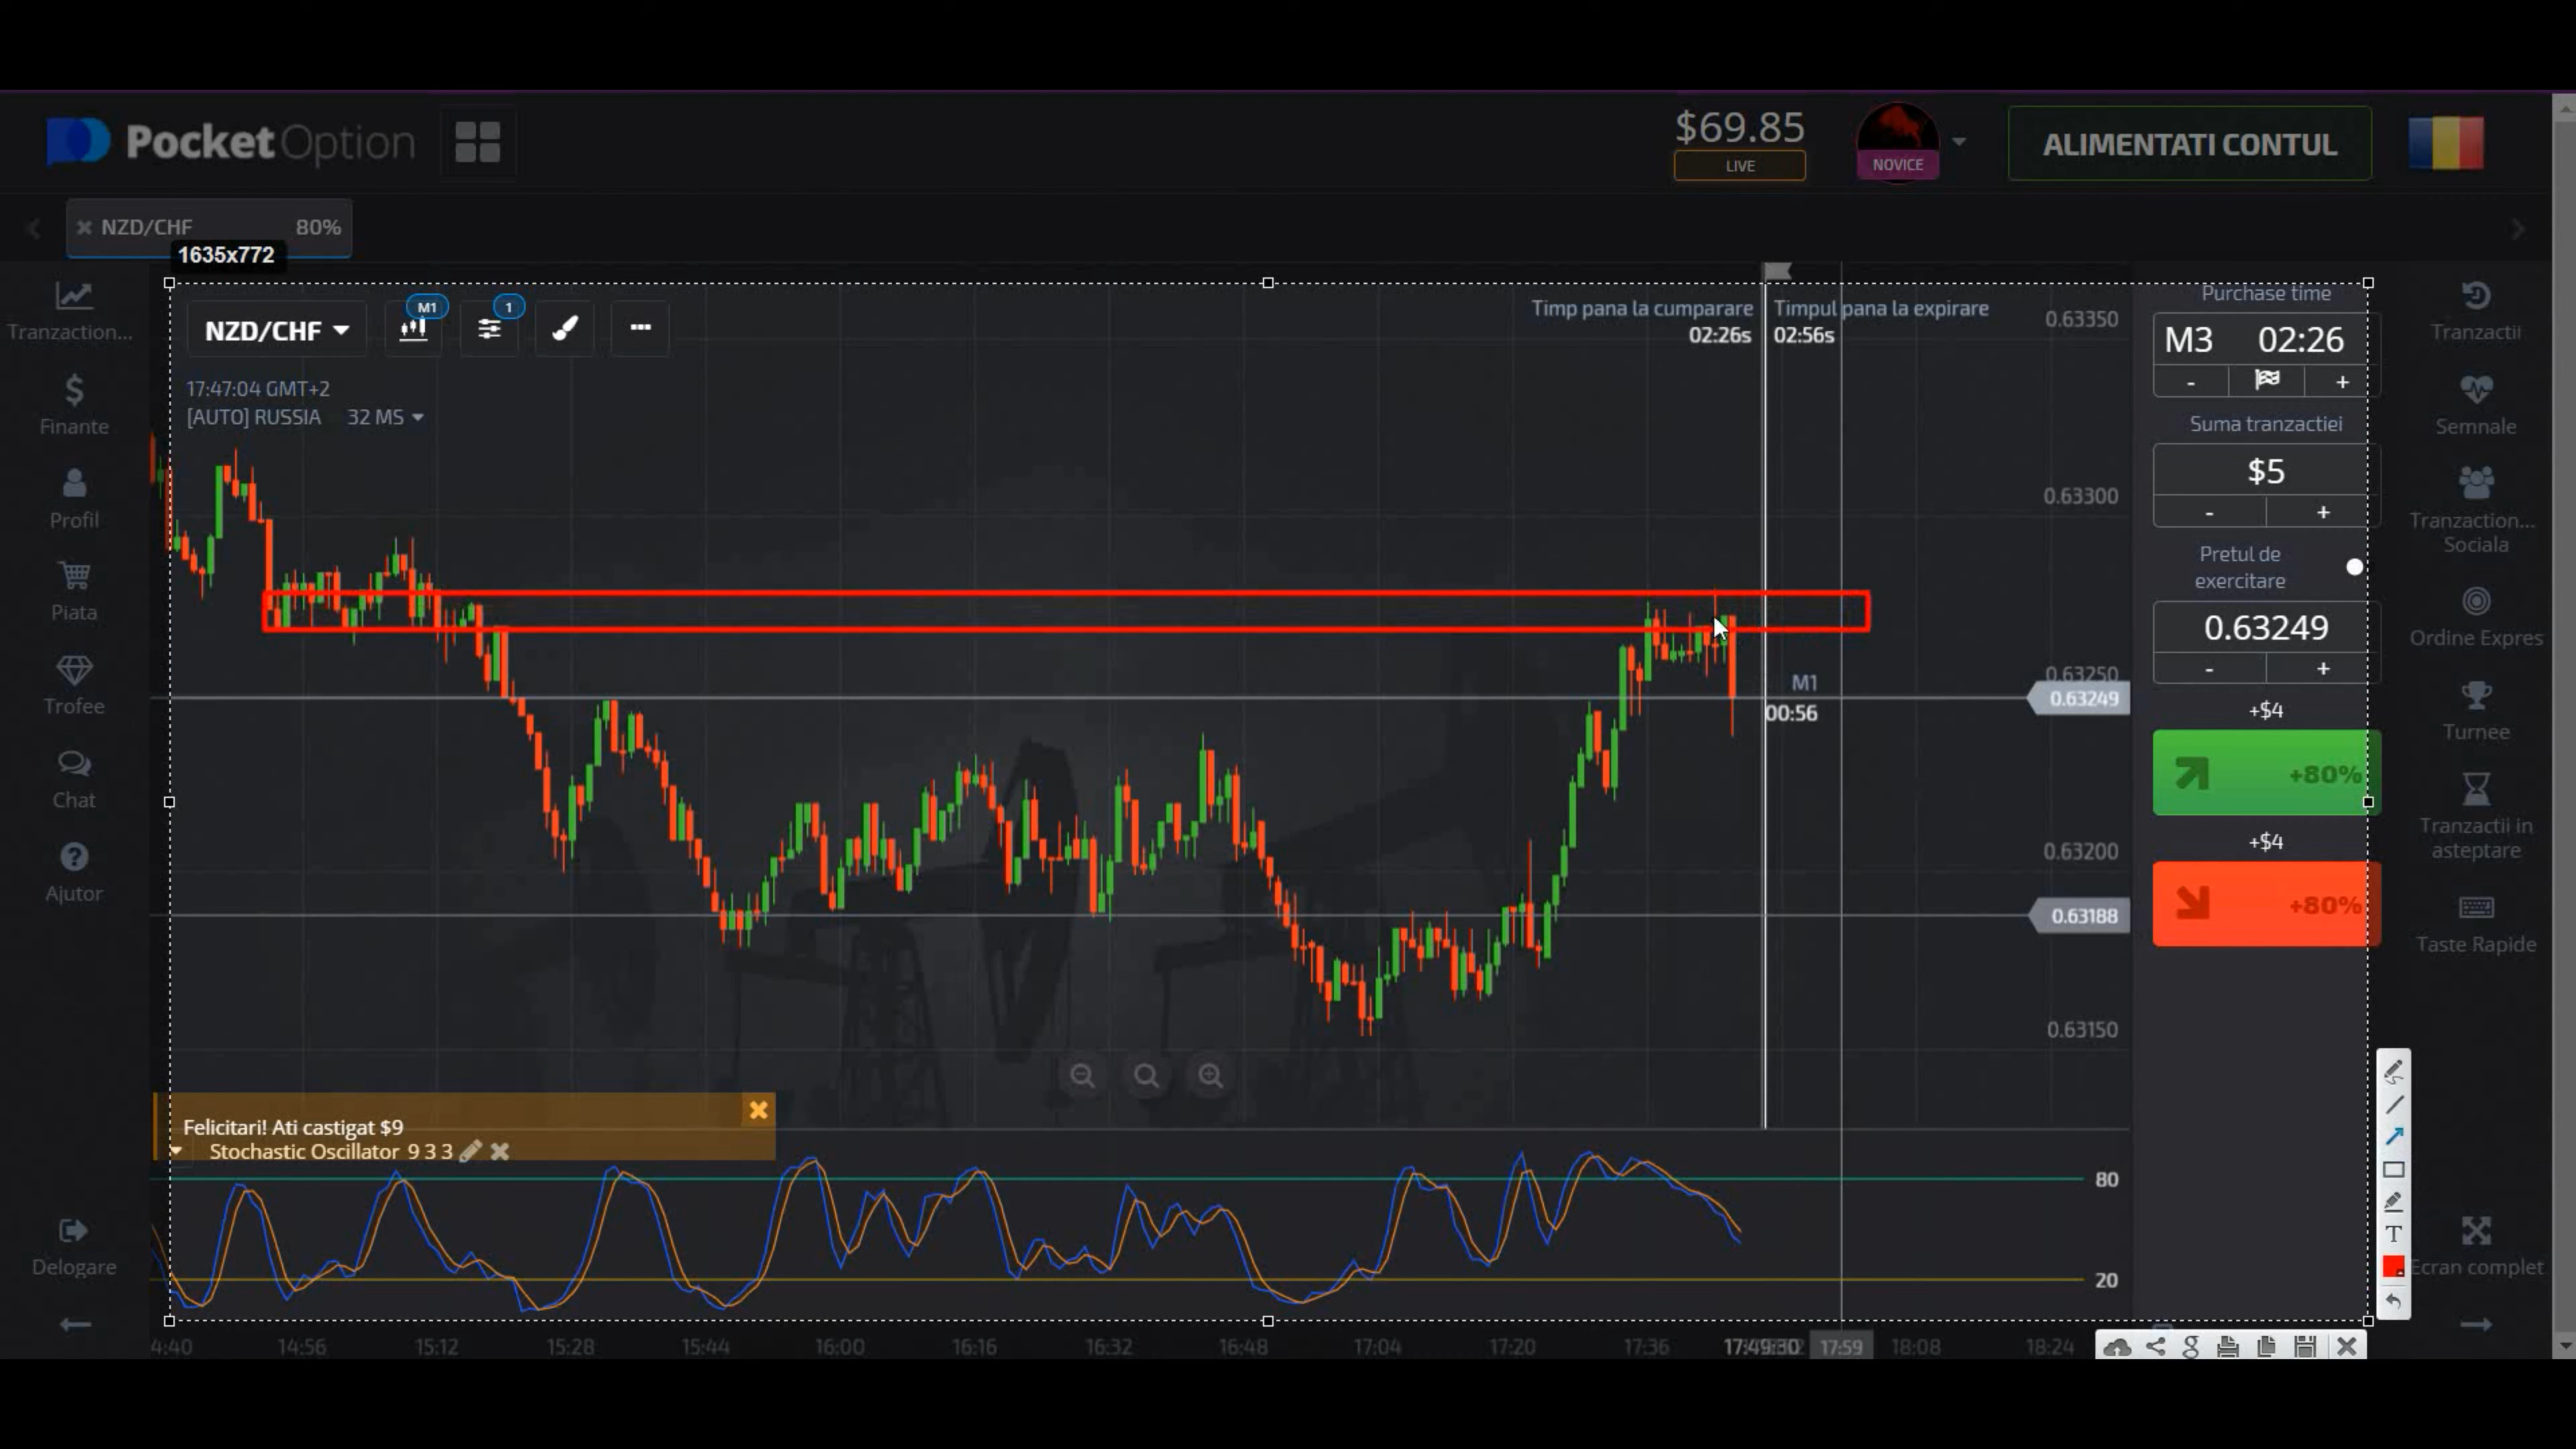 PocketOption
$69.85
LIVE
NOVICE
ALIMENTATI CONTUL
NZD/CHF 80%
1635x772
Tranzaction...
Finante
Profil
Piata
Trofee
Chat
Ajutor
Delogare
NZD/CHF
M1
1
17:47:04 GMT+2
[AUTO] RUSSIA 32 MS
Timp pana la cumparare
02:26s
Timpul pana la expirare
02:56s
0.63350
0.63300
0.63250
0.63249
0.63200
0.63188
0.63150
M1
00:56
Felicitari! Ati castigat $9
Stochastic Oscillator 9 3 3
80
20
4:40 14:56 15:12 15:28 15:44 16:00 16:16 16:32 16:48 17:04 17:20 17:36 17:49:30 17:59 18:08 18:24
Purchase time
M3 02:26
- +
Suma tranzactiei
$5
- +
Pretul de
exercitare
0.63249
- +
+$4
+80%
+$4
+80%
Tranzactii
Semnale
Tranzaction...
Sociala
Ordine Expres
Turnee
Tranzactii in
asteptare
Taste Rapide
Ecran complet
T
g